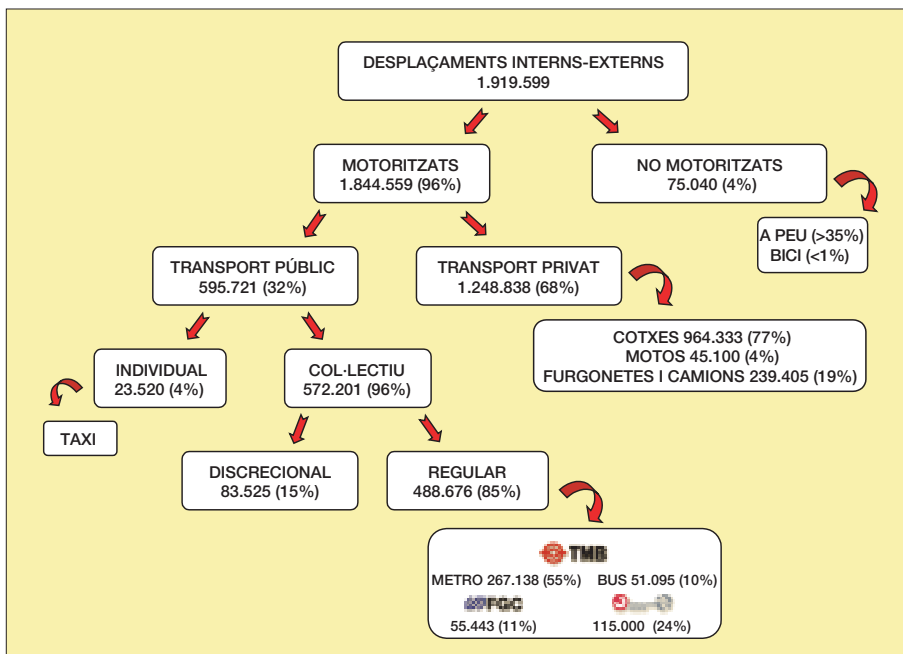 DESPLAÇAMENTS INTERNS-EXTERNS
1.919.599
MOTORITZATS
1.844.559 (96%)
NO MOTORITZATS
75.040 (4%)
A PEU (>35%)
BICI (<1%)
TRANSPORT PÚBLIC
595.721 (32%)
TRANSPORT PRIVAT
1.248.838 (68%)
COTXES 964.333 (77%)
MOTOS 45.100 (4%)
FURGONETES I CAMIONS 239.405 (19%)
INDIVIDUAL
23.520 (4%)
COL·LECTIU
572.201 (96%)
TAXI
DISCRECIONAL
83.525 (15%)
REGULAR
488.676 (85%)
TMB
METRO 267.138 (55%) BUS 51.095 (10%)
FGC
55.443 (11%) 115.000 (24%)